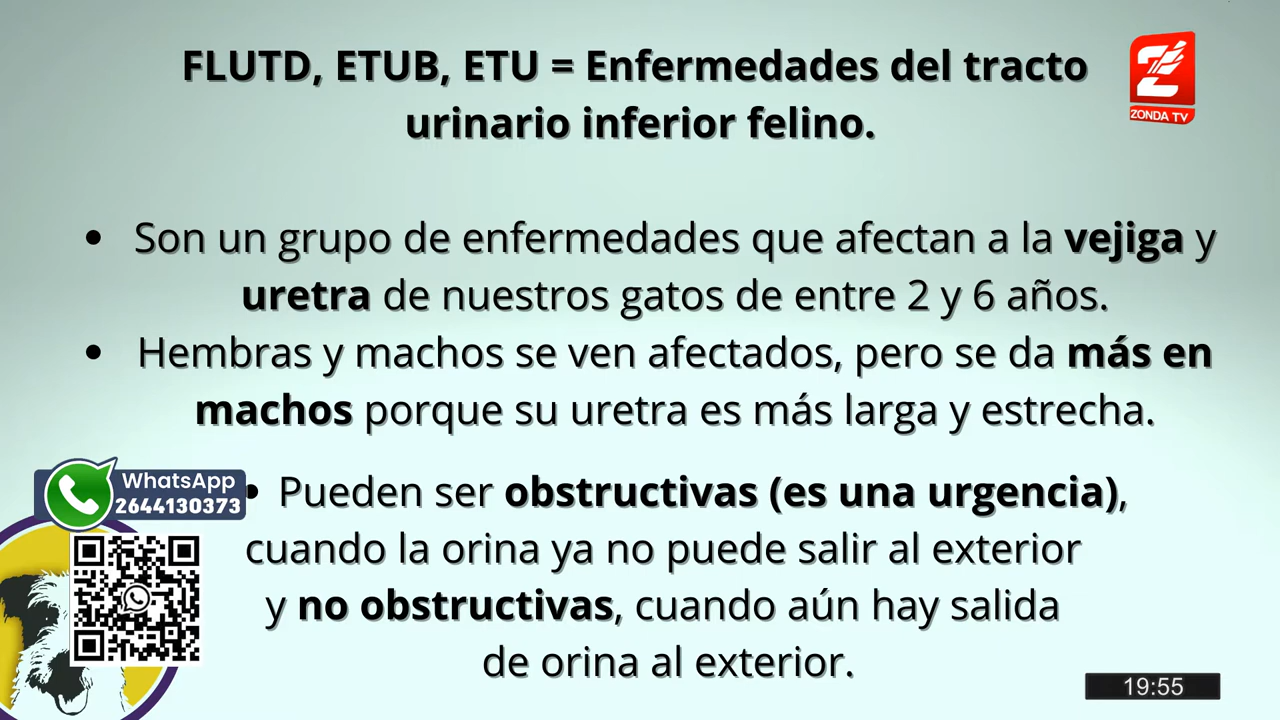 FLUTD, ETUB, ETU = Enfermedades del tracto
urinario inferior felino.
ZONDA TV
• Son un grupo de enfermedades que afectan a la vejiga y
uretra de nuestros gatos de entre 2 y 6 años.
• Hembras y machos se ven afectados, pero se da más en
machos porque su uretra es más larga y estrecha.
WhatsApp
2644130373
• Pueden ser obstructivas (es una urgencia),
cuando la orina ya no puede salir al exterior
y no obstructivas, cuando aún hay salida
de orina al exterior.
19:55